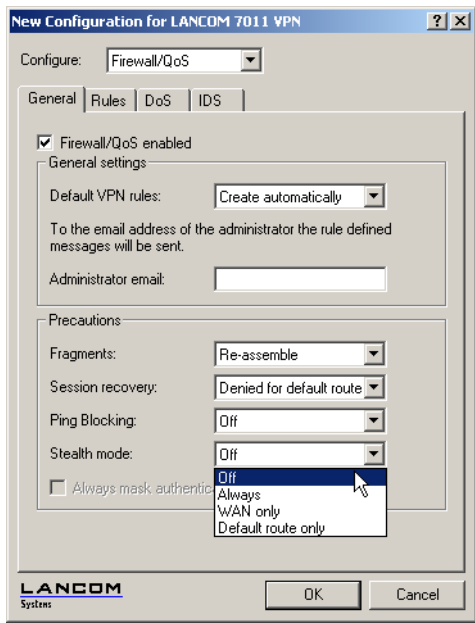 New Configuration for LANCOM 7011 VPN
Configure: Firewall/QoS
General Rules DoS IDS
Firewall/QoS enabled
General settings
Default VPN rules: Create automatically
To the email address of the administrator the rule defined
messages will be sent.
Administrator email:
Precautions
Fragments: Re-assemble
Session recovery: Denied for default route
Ping Blocking: Off
Stealth mode: Off
Off
Always mask authentic
Always
WAN only
Default route only
LANCOM
Systems
OK Cancel